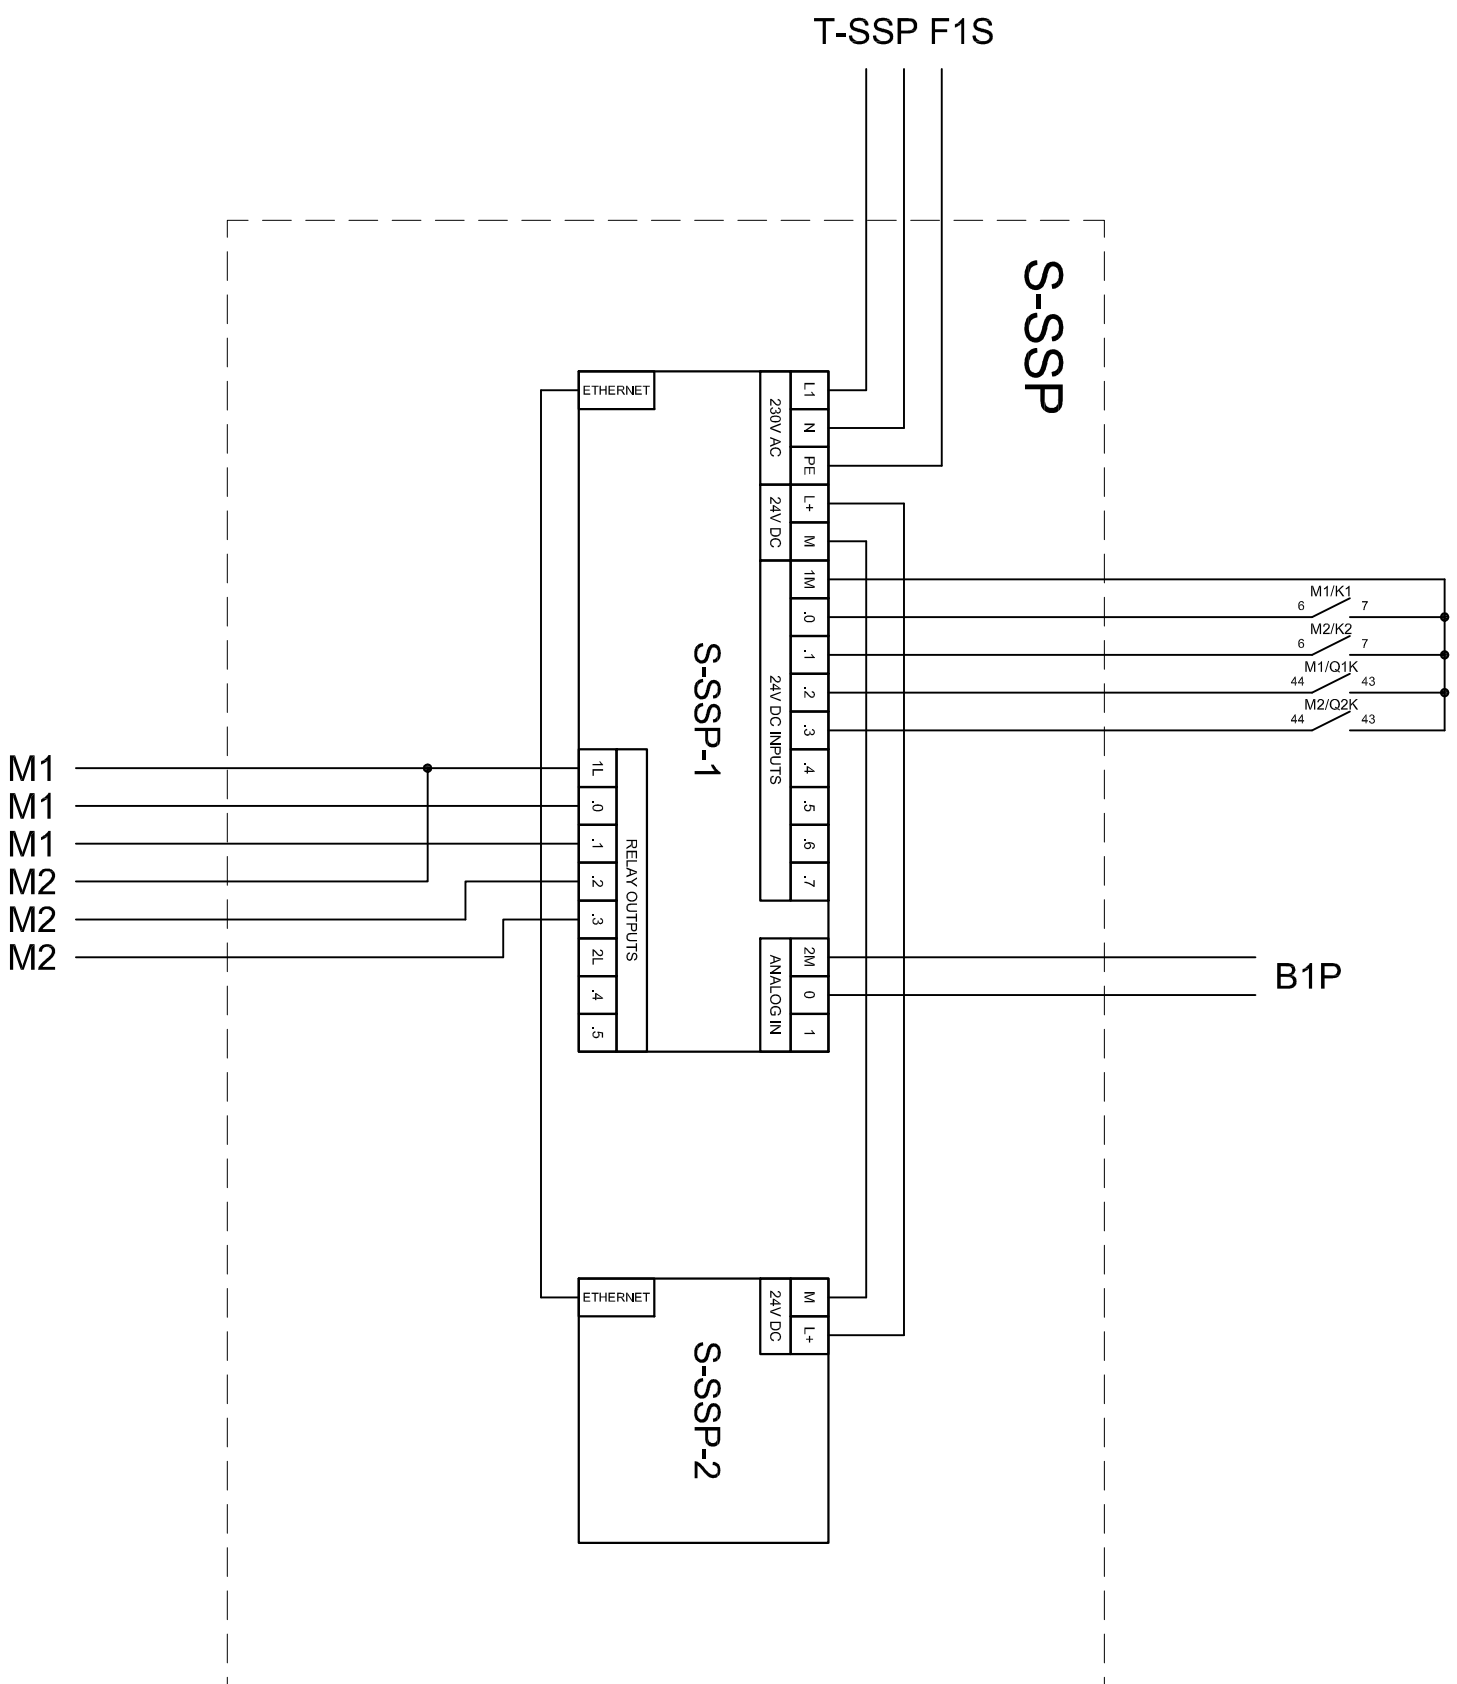 T-SSP F1S
S-SSP
ETHERNET
230V AC
L1
N
PE
24V DC
L+
M
24V DC INPUTS
1M
.0
.1
.2
.3
.4
.5
.6
.7
M1/K1
6 7
M2/K2
6 7
M1/Q1K
44 43
M2/Q2K
44 43
S-SSP-1
M1
M1
M1
M2
M2
M2
RELAY OUTPUTS
1L
.0
.1
.2
.3
2L
.4
.5
ANALOG IN
2M
0
1
B1P
ETHERNET
24V DC
M
L+
S-SSP-2